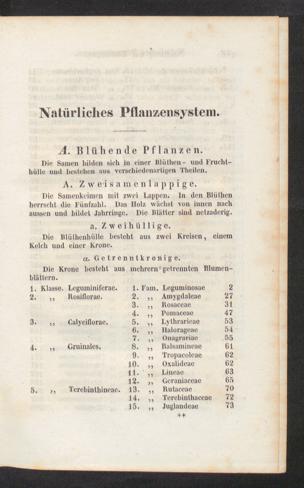 Natürliches Pflanzensystem.
A. Blühende Pflanzen.
Die Samen bilden sich in einer Blüthen- und Frucht-
hülle und bestehen aus verschiedenartigen Theilen.
A. Zweisamenlappige.
Die Samenkeimen mit zwei Lappen. In den Blüthen
herrscht die Fünfzahl. Das Holz wächst von innen nach
aussen und bildet Jahrringe. Die Blätter sind netzaderig.
a. Zweihüllige.
Die Blüthenhülle besteht aus zwei Kreisen, einem
Kelch und einer Krone.
α. Getrenntkronige.
Die Krone besteht aus mehrern getrennten Blumen-
blättern.
1. Klasse. Leguminiferae. 1. Fam. Leguminosae 2
2. „ Rosiflorae. 2. „ Amygdaleae 27
3. „ Rosaceae 31
4. „ Pomaceae 47
3. „ Calyciflorae. 5. „ Lythrarieae 53
6. „ Halorageae 54
7. „ Onagrariae 55
4. „ Gruinales. 8. „ Balsamineae 61
9. „ Tropacoleae 62
10. „ Oxalideae 62
11. „ Lineae 63
12. „ Geraniaceae 65
5. „ Terebinthineae. 13. „ Rutaceae 70
14. „ Terebinthaceae 72
15. „ Juglandeae 73
**